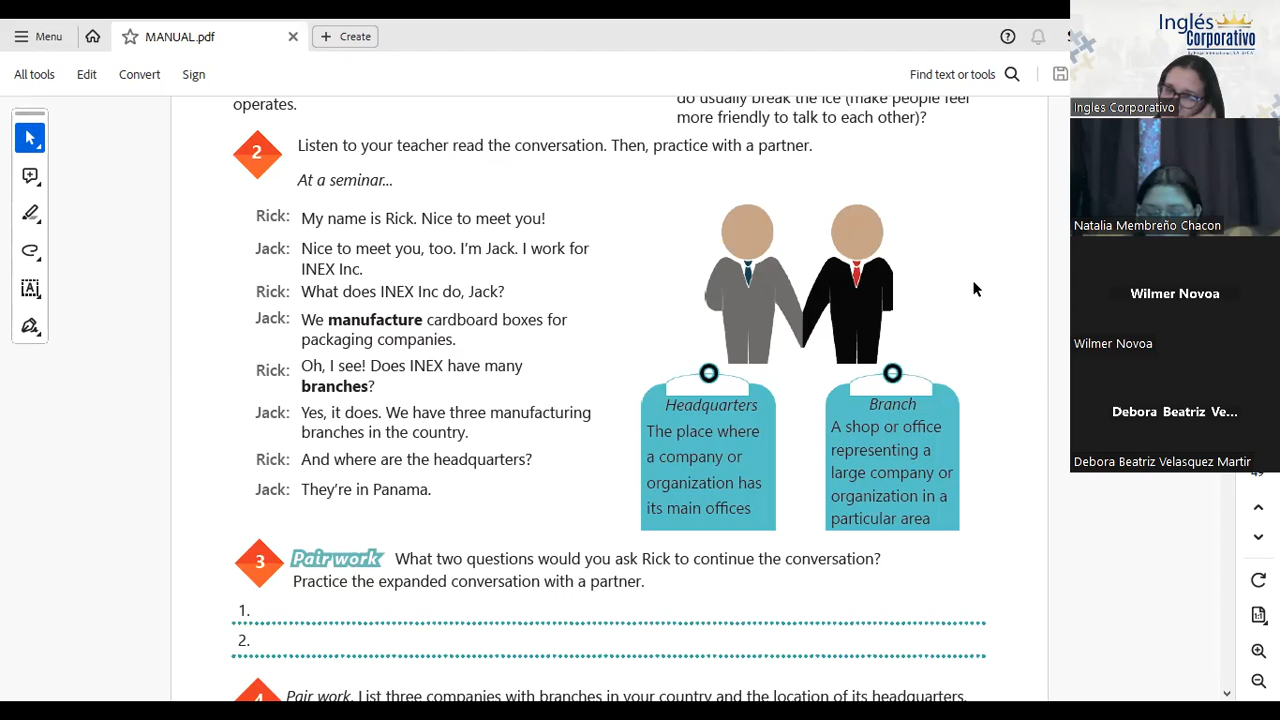 Menu
MANUAL.pdf
Create
All tools
Edit
Convert
Sign
Find text or tools
operates.
do usually break the ice (make people feel
more friendly to talk to each other)?
2
Listen to your teacher read the conversation. Then, practice with a partner.
At a seminar...
Rick: My name is Rick. Nice to meet you!
Jack: Nice to meet you, too. I'm Jack. I work for
INEX Inc.
Rick: What does INEX Inc do, Jack?
Jack: We manufacture cardboard boxes for
packaging companies.
Rick: Oh, I see! Does INEX have many
branches?
Jack: Yes, it does. We have three manufacturing
branches in the country.
Rick: And where are the headquarters?
Jack: They're in Panama.
Headquarters
The place where
a company or
organization has
its main offices
Branch
A shop or office
representing a
large company or
organization in a
particular area
3
Pair work What two questions would you ask Rick to continue the conversation?
Practice the expanded conversation with a partner.
1.
2.
4
Pair work. List three companies with branches in your country and the location of its headquarters.
Inglés
Corporativo
Ingles Corporativo
Natalia Membreño Chacon
Wilmer Novoa
Wilmer Novoa
Debora Beatriz Ve...
Debora Beatriz Velasquez Martir